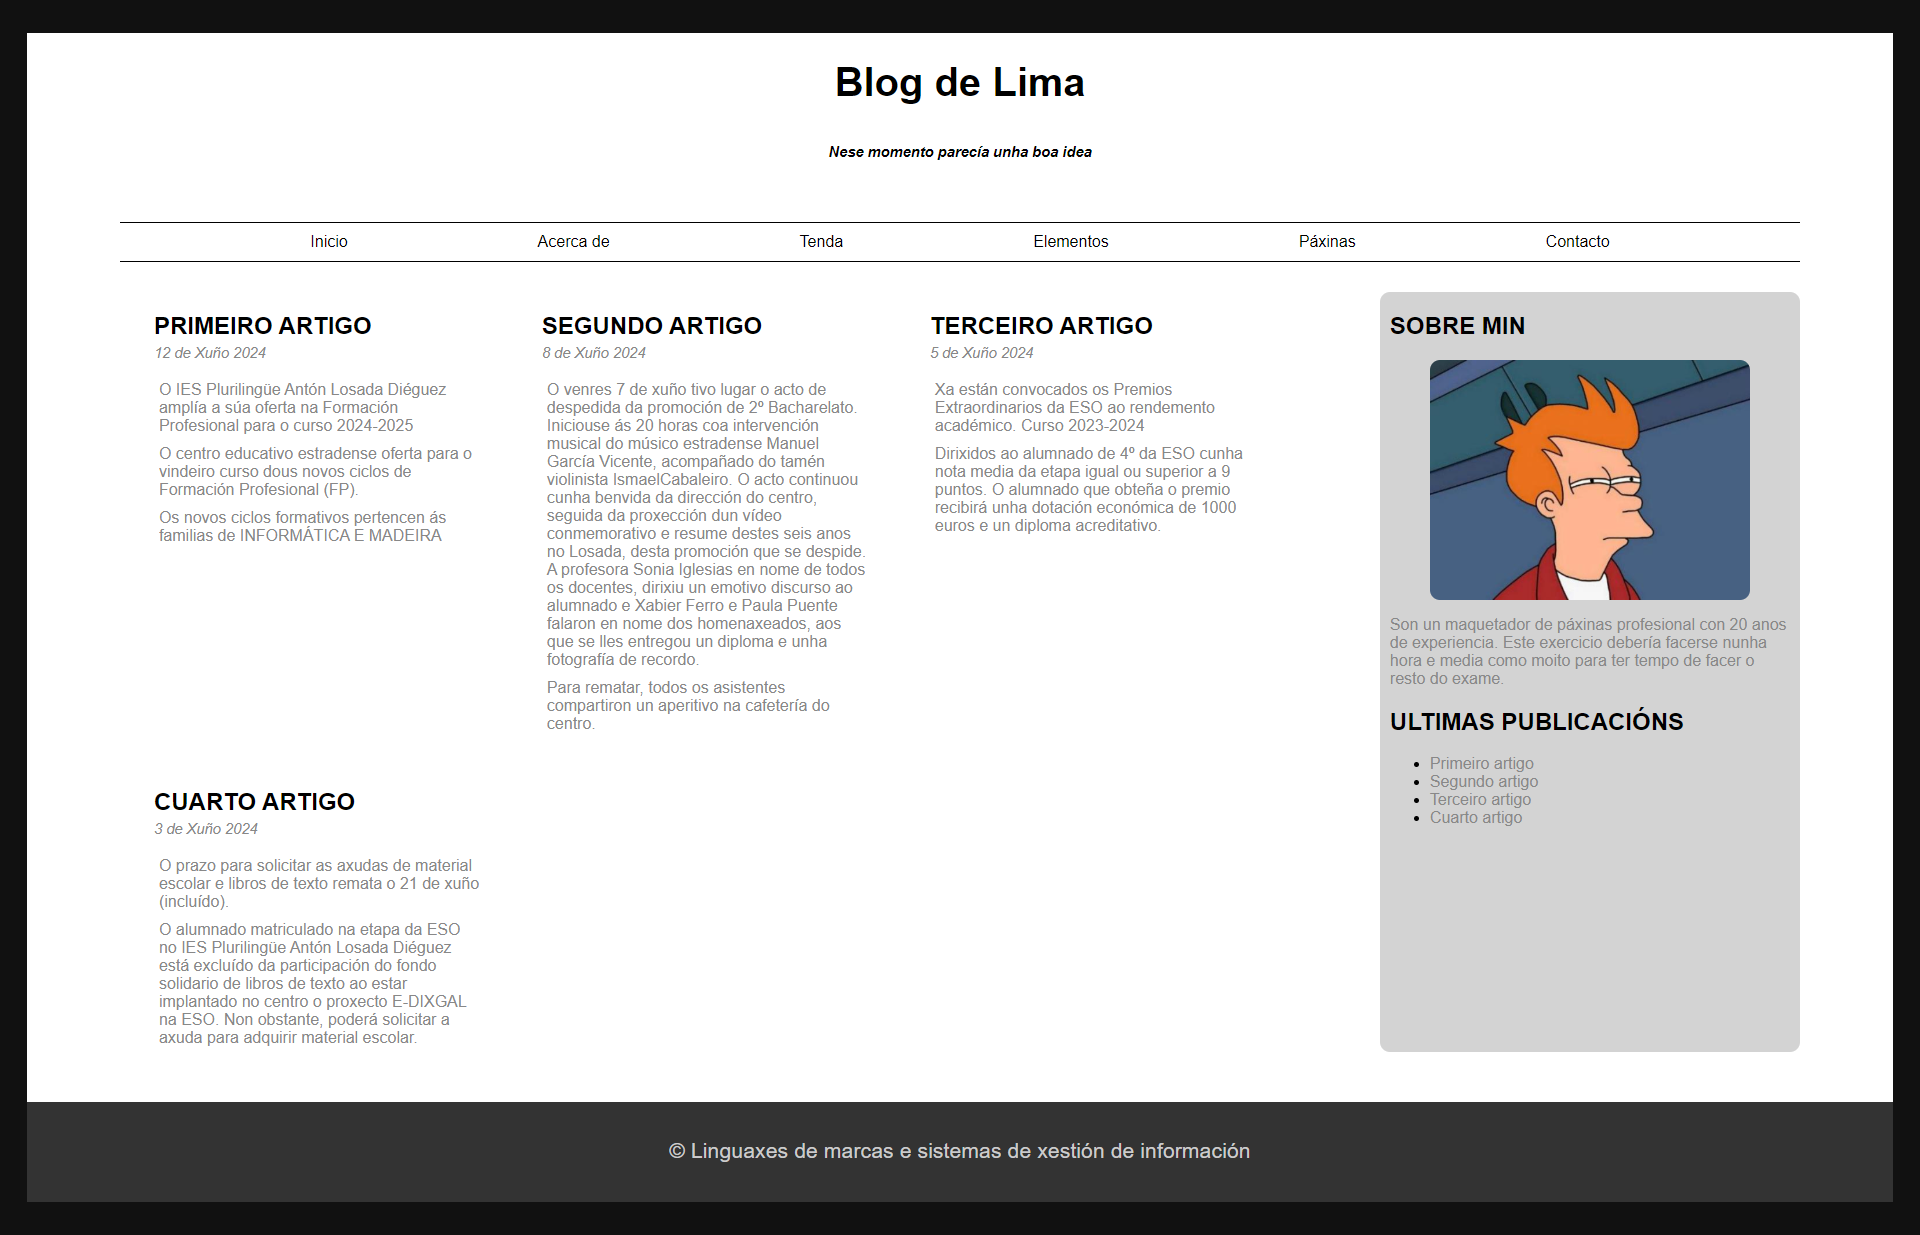 Blog de Lima
Nese momento parecía unha boa idea
Inicio
Acerca de
Tenda
Elementos
Páxinas
Contacto
PRIMEIRO ARTIGO
12 de Xuño 2024
O IES Plurilingüe Antón Losada Diéguez
amplía a súa oferta na Formación
Profesional para o curso 2024-2025
O centro educativo estradense oferta para o
vindeiro curso dous novos ciclos de
Formación Profesional (FP).
Os novos ciclos formativos pertencen ás
familias de INFORMÁTICA E MADEIRA
SEGUNDO ARTIGO
8 de Xuño 2024
O venres 7 de xuño tivo lugar o acto de
despedida da promoción de 2º Bacharelato.
Iniciouse ás 20 horas coa intervención
musical do músico estradense Manuel
García Vicente, acompañado do tamén
violinista IsmaelCabaleiro. O acto continuou
cunha benvida da dirección do centro,
seguida da proxección dun vídeo
conmemorativo e resume destes seis anos
no Losada, desta promoción que se despide.
A profesora Sonia Iglesias en nome de todos
os docentes, dirixiu un emotivo discurso ao
alumnado e Xabier Ferro e Paula Puente
falaron en nome dos homenaxeados, aos
que se lles entregou un diploma e unha
fotografía de recordo.
Para rematar, todos os asistentes
compartiron un aperitivo na cafetería do
centro.
TERCEIRO ARTIGO
5 de Xuño 2024
Xa están convocados os Premios
Extraordinarios da ESO ao rendemento
académico. Curso 2023-2024
Dirixidos ao alumnado de 4º da ESO cunha
nota media da etapa igual ou superior a 9
puntos. O alumnado que obteña o premio
recibirá unha dotación económica de 1000
euros e un diploma acreditativo.
CUARTO ARTIGO
3 de Xuño 2024
O prazo para solicitar as axudas de material
escolar e libros de texto remata o 21 de xuño
(incluído).
O alumnado matriculado na etapa da ESO
no IES Plurilingüe Antón Losada Diéguez
está excluído da participación do fondo
solidario de libros de texto ao estar
implantado no centro o proxecto E-DIXGAL
na ESO. Non obstante, poderá solicitar a
axuda para adquirir material escolar.
SOBRE MIN
Son un maquetador de páxinas profesional con 20 anos
de experiencia. Este exercicio debería facerse nunha
hora e media como moito para ter tempo de facer o
resto do exame.
ULTIMAS PUBLICACIÓNS
• Primeiro artigo
• Segundo artigo
• Terceiro artigo
• Cuarto artigo
© Linguaxes de marcas e sistemas de xestión de información